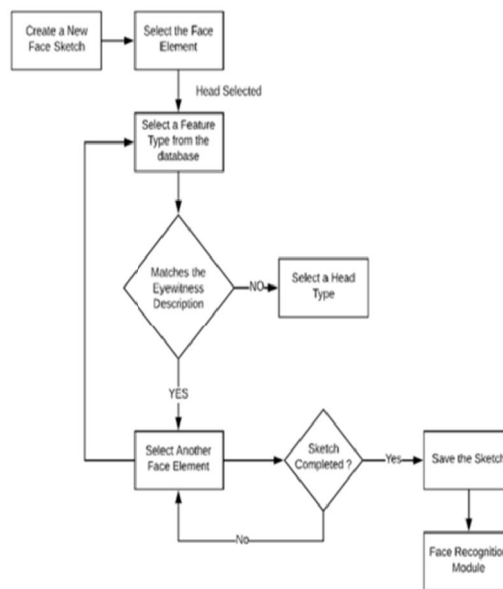 Create a New
Face Sketch
Select the Face
Element
Head Selected
Select a Feature
Type from the
database
Matches the
Eyewitness
Description
NO
Select a Head
Type
YES
Select Another
Face Element
Sketch
Completed ?
Yes
Save the Sketch
No
Face Recognition
Module